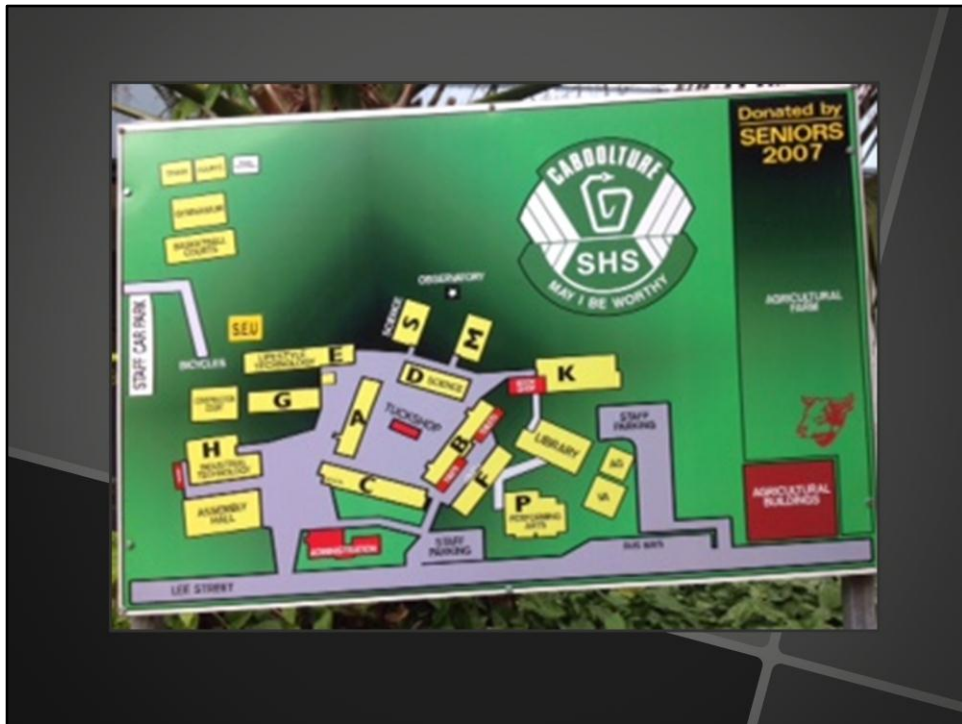 Donated by
SENIORS
2007
CABOOLTURE
SHS
MAY I BE WORTHY
GYMNASIUM
BASKETBALL
COURTS
OBSERVATORY
STAFF CAR PARK
S.E.U
BICYCLES
LIFESTYLE
TECHNOLOGY
E
SCIENCE
S
M
D SCIENCE
K
AGRICULTURAL
FARM
G
A
TUCKSHOP
B
STAFF
PARKING
LIBRARY
H
INDUSTRIAL
TECHNOLOGY
C
F
P
PERFORMING
ARTS
ASSEMBLY
HALL
AGRICULTURAL
BUILDINGS
ADMINISTRATION
STAFF
PARKING
LEE STREET